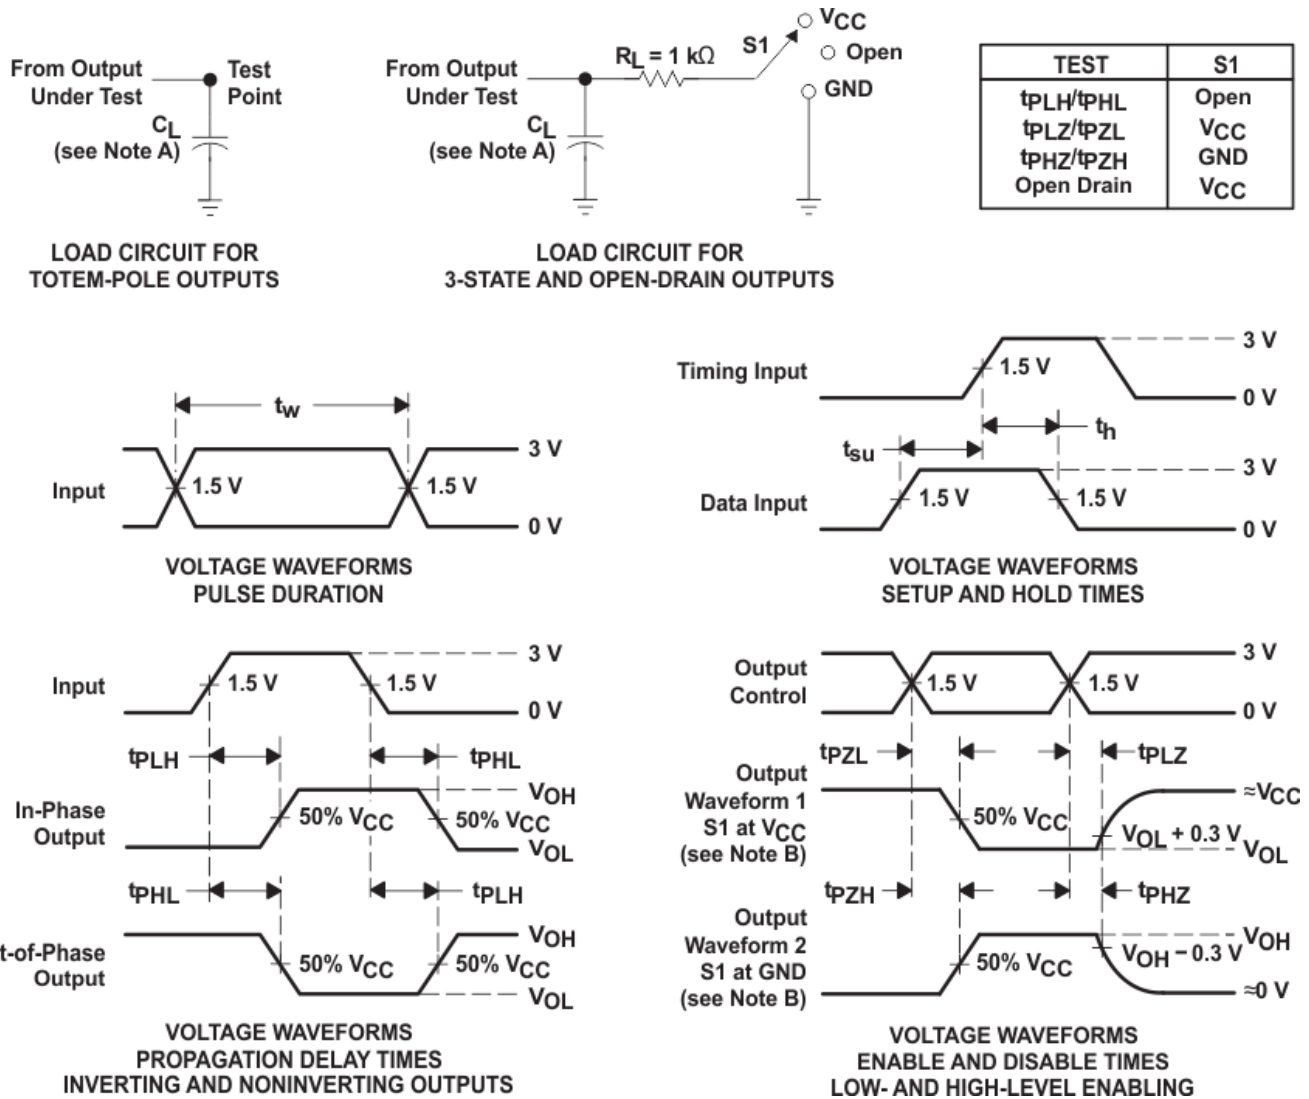 From Output
Under Test
Test
Point
CL
(see Note A)
LOAD CIRCUIT FOR
TOTEM-POLE OUTPUTS
From Output
Under Test
RL = 1 kΩ
S1
VCC
Open
GND
CL
(see Note A)
LOAD CIRCUIT FOR
3-STATE AND OPEN-DRAIN OUTPUTS
TEST S1
tPLH/tPHL Open
tPLZ/tPZL VCC
tPHZ/tPZH GND
Open Drain VCC
tw
Input
1.5 V
1.5 V
3 V
0 V
VOLTAGE WAVEFORMS
PULSE DURATION
Timing Input
1.5 V
3 V
0 V
th
tsu
Data Input
1.5 V
1.5 V
3 V
0 V
VOLTAGE WAVEFORMS
SETUP AND HOLD TIMES
Input
1.5 V
1.5 V
3 V
0 V
tPLH
tPHL
In-Phase
Output
50% VCC
50% VCC
VOH
VOL
tPHL
tPLH
t-of-Phase
Output
50% VCC
50% VCC
VOH
VOL
VOLTAGE WAVEFORMS
PROPAGATION DELAY TIMES
INVERTING AND NONINVERTING OUTPUTS
Output
Control
1.5 V
1.5 V
3 V
0 V
tPZL
tPLZ
Output
Waveform 1
S1 at VCC
(see Note B)
50% VCC
VOL + 0.3 V
≈VCC
VOL
tPZH
tPHZ
Output
Waveform 2
S1 at GND
(see Note B)
50% VCC
VOH − 0.3 V
VOH
≈0 V
VOLTAGE WAVEFORMS
ENABLE AND DISABLE TIMES
LOW- AND HIGH-LEVEL ENABLING